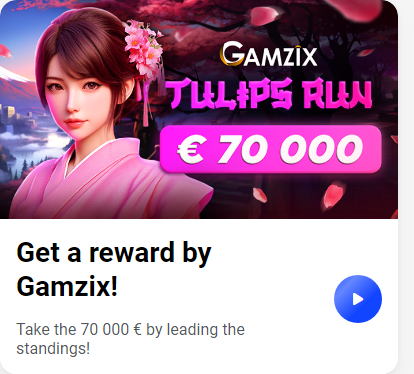 GAMZIX
TULIPS RUN
€ 70 000
Get a reward by
Gamzix!
Take the 70 000 € by leading the
standings!